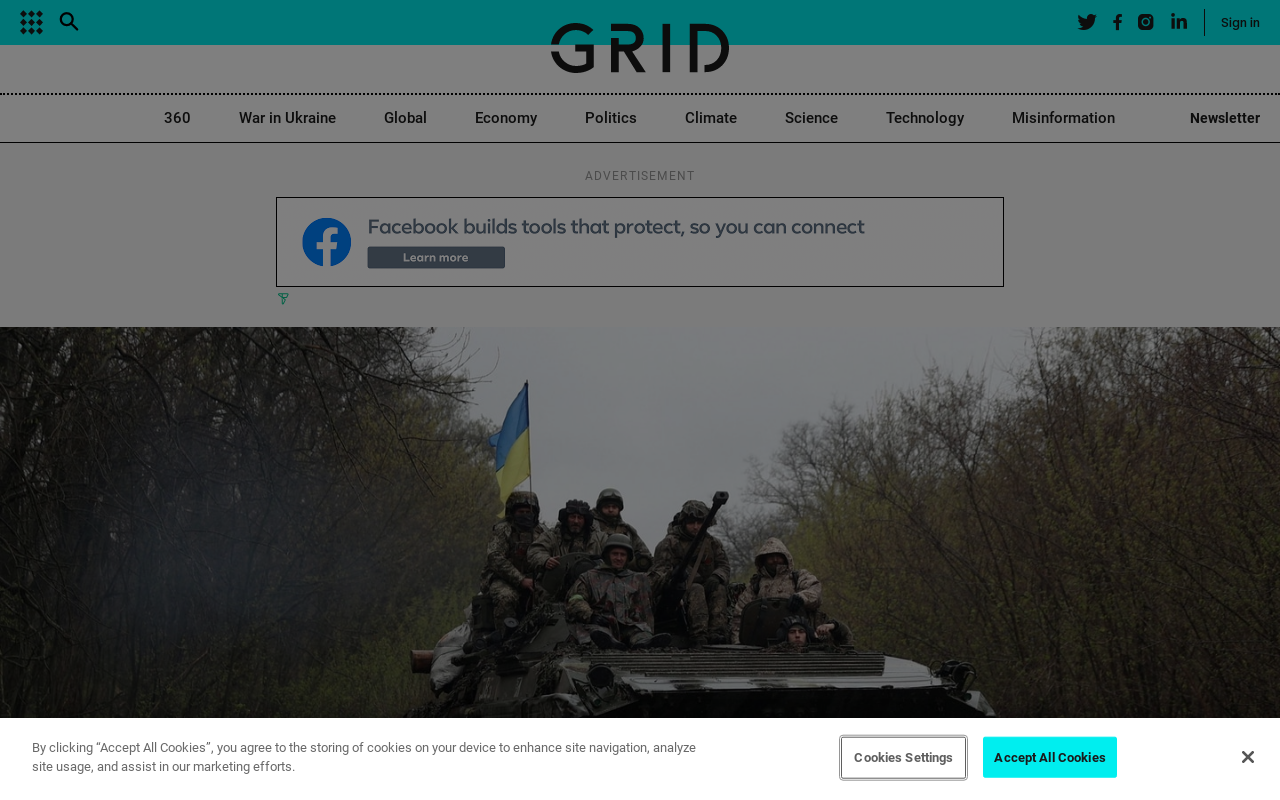 Sign in
GRID
360 War in Ukraine Global Economy Politics Climate Science Technology Misinformation Newsletter
ADVERTISEMENT
Facebook builds tools that protect, so you can connect
Learn more
By clicking “Accept All Cookies”, you agree to the storing of cookies on your device to enhance site navigation, analyze
site usage, and assist in our marketing efforts.
Cookies Settings
Accept All Cookies